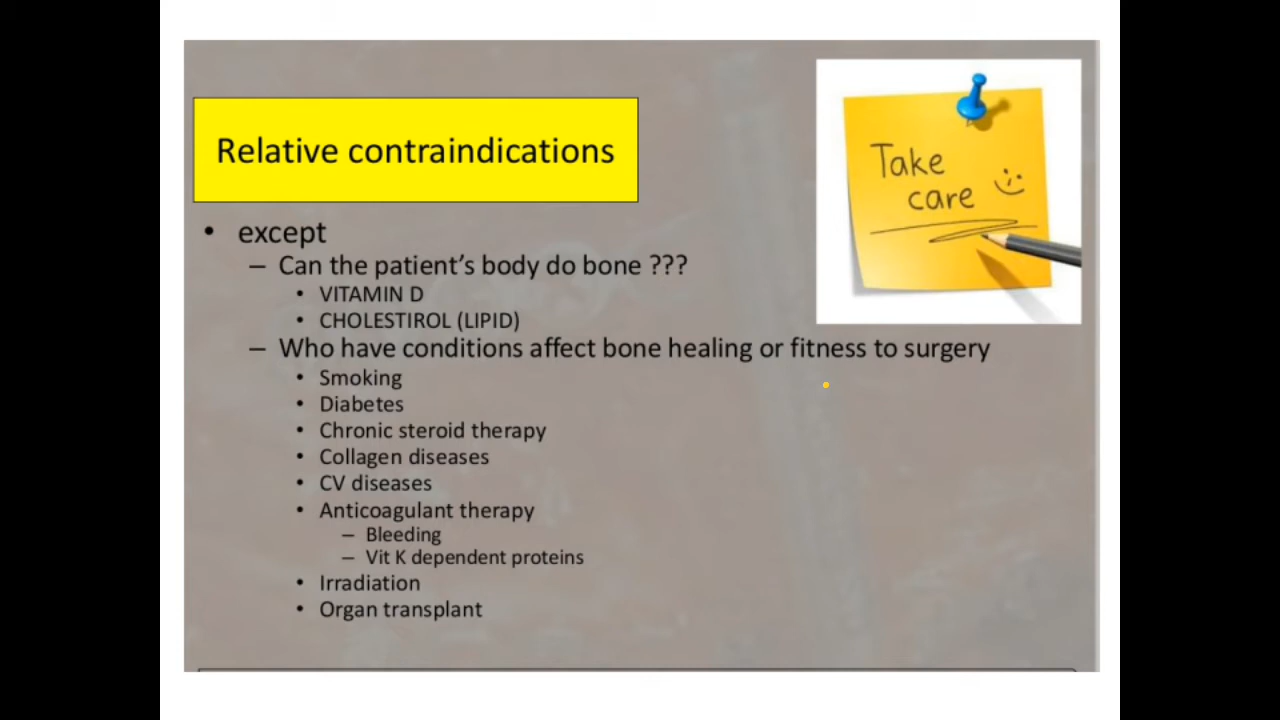 Relative contraindications
Take
care
• except
– Can the patient's body do bone ???
• VITAMIN D
• CHOLESTIROL (LIPID)
– Who have conditions affect bone healing or fitness to surgery
• Smoking
• Diabetes
• Chronic steroid therapy
• Collagen diseases
• CV diseases
• Anticoagulant therapy
– Bleeding
– Vit K dependent proteins
• Irradiation
• Organ transplant